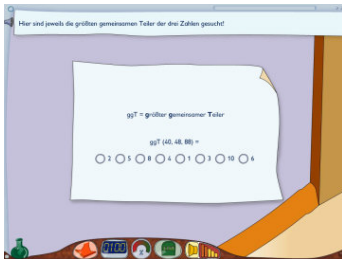 Hier sind jeweils die größten gemeinsamen Teiler der drei Zahlen gesucht!
ggT = größter gemeinsamer Teiler
ggT (40, 48, 88) =
2 5 8 4 1 3 10 6